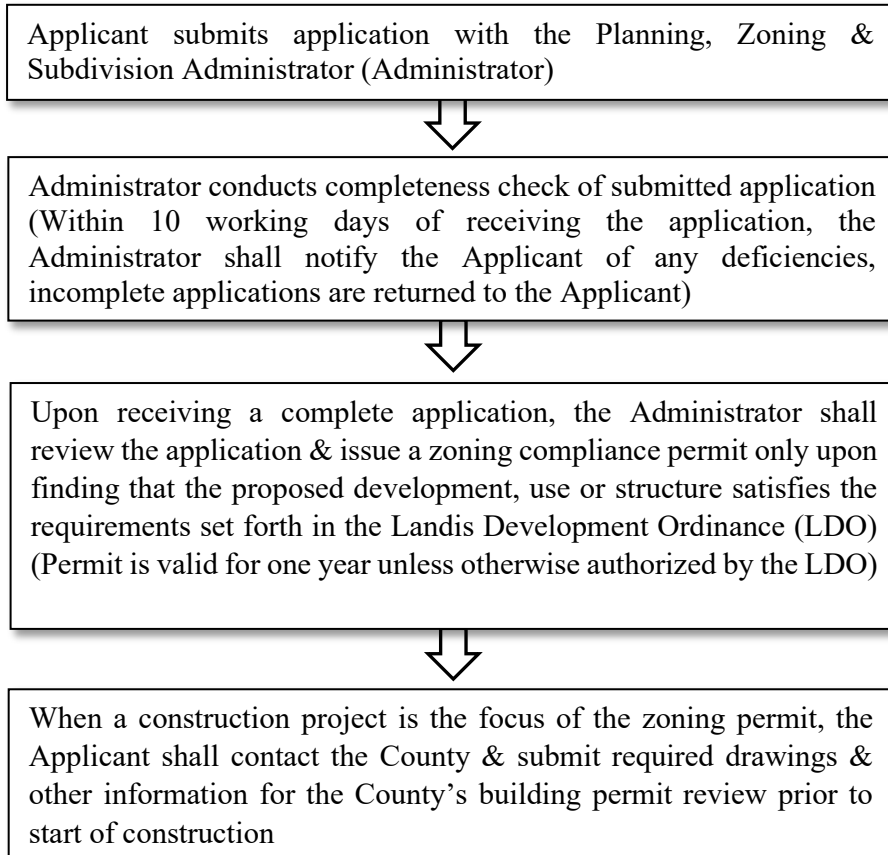 Applicant submits application with the Planning, Zoning &
Subdivision Administrator (Administrator)
Administrator conducts completeness check of submitted application
(Within 10 working days of receiving the application, the
Administrator shall notify the Applicant of any deficiencies,
incomplete applications are returned to the Applicant)
Upon receiving a complete application, the Administrator shall
review the application & issue a zoning compliance permit only upon
finding that the proposed development, use or structure satisfies the
requirements set forth in the Landis Development Ordinance (LDO)
(Permit is valid for one year unless otherwise authorized by the LDO)
When a construction project is the focus of the zoning permit, the
Applicant shall contact the County & submit required drawings &
other information for the County's building permit review prior to
start of construction